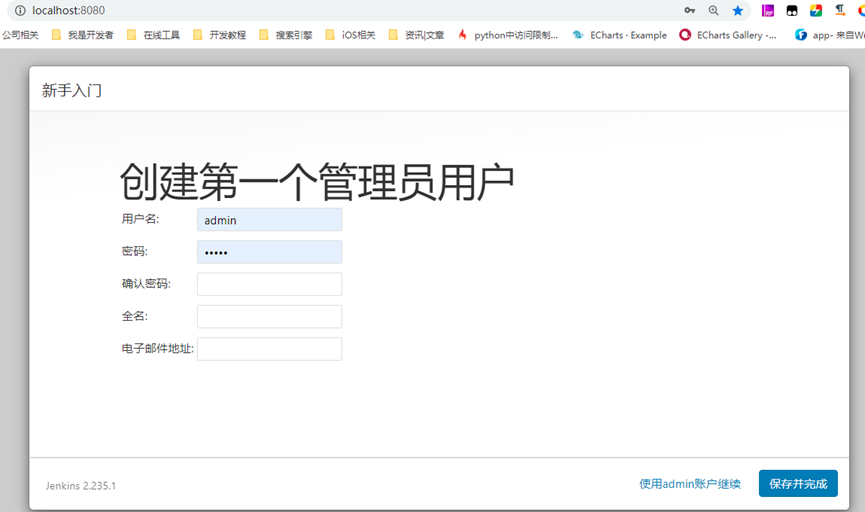 localhost:8080
公司相关 我是开发者 在线工具 开发教程 搜索引擎 iOS相关 资讯|文章 python中访问限制... ECharts · Example ECharts Gallery -... app- 来自
新手入门
创建第一个管理员用户
用户名: admin
密码: •••••
确认密码:
全名:
电子邮件地址:
Jenkins 2.235.1 使用admin账户继续 保存并完成